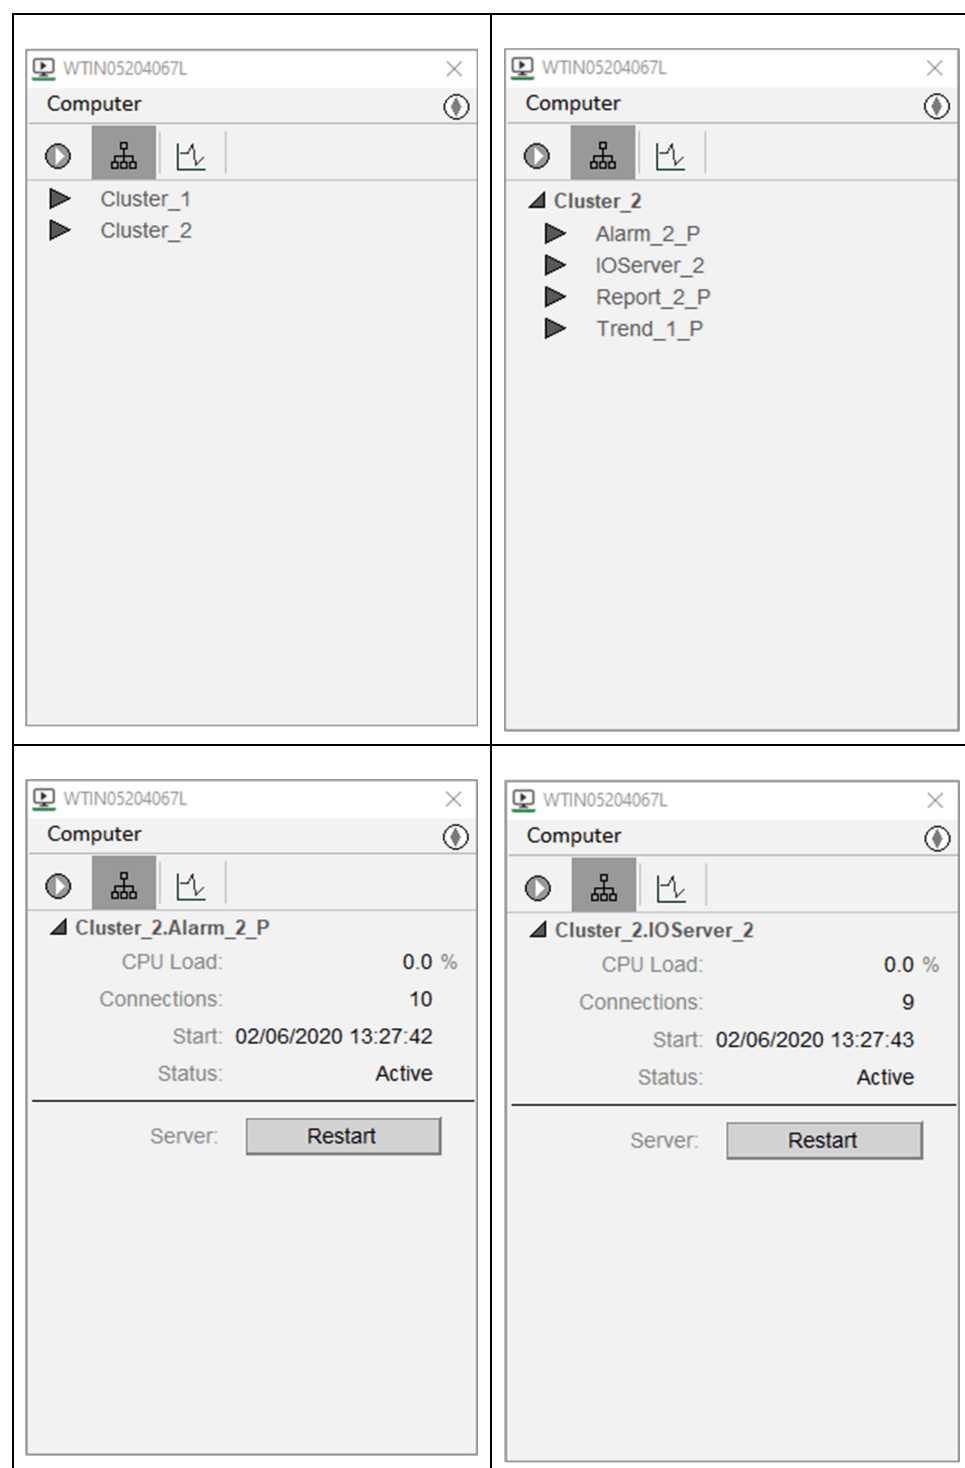 WTIN05204067L
Computer
Cluster_1
Cluster_2
WTIN05204067L
Computer
Cluster_2
Alarm_2_P
IOServer_2
Report_2_P
Trend_1_P
WTIN05204067L
Computer
Cluster_2.Alarm_2_P
CPU Load: 0.0 %
Connections: 10
Start: 02/06/2020 13:27:42
Status: Active
Server: Restart
WTIN05204067L
Computer
Cluster_2.IOServer_2
CPU Load: 0.0 %
Connections: 9
Start: 02/06/2020 13:27:43
Status: Active
Server: Restart